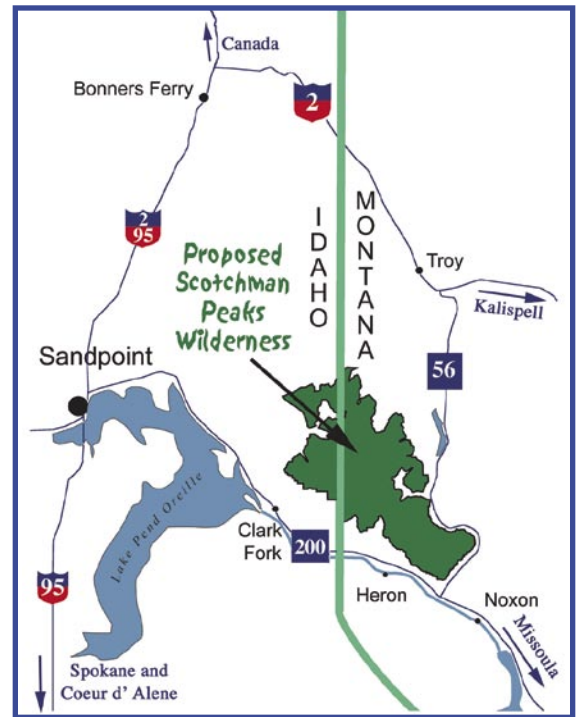 Canada
Bonners Ferry
2
2
95
IDAHO
MONTANA
Proposed
Scotchman
Peaks
Wilderness
Troy
Kalispell
Sandpoint
56
Lake Pend Oreille
Clark
Fork
200
Heron
Noxon
95
Missoula
Spokane and
Coeur d' Alene